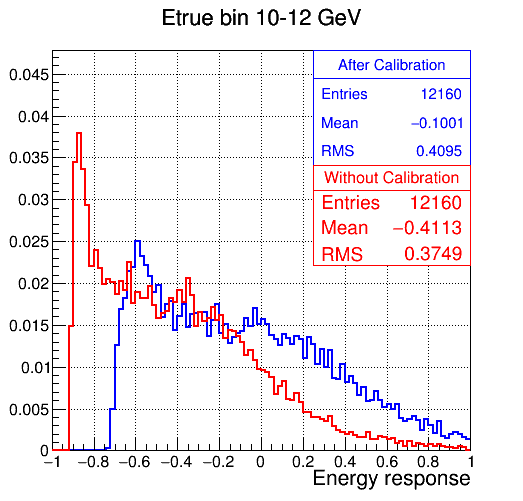 Etrue bin 10-12 GeV
After Calibration
Entries 12160
Mean −0.1001
RMS 0.4095
Without Calibration
Entries 12160
Mean −0.4113
RMS 0.3749
0.045
0.04
0.035
0.03
0.025
0.02
0.015
0.01
0.005
0
−1 −0.8 −0.6 −0.4 −0.2 0 0.2 0.4 0.6 0.8 1
Energy response